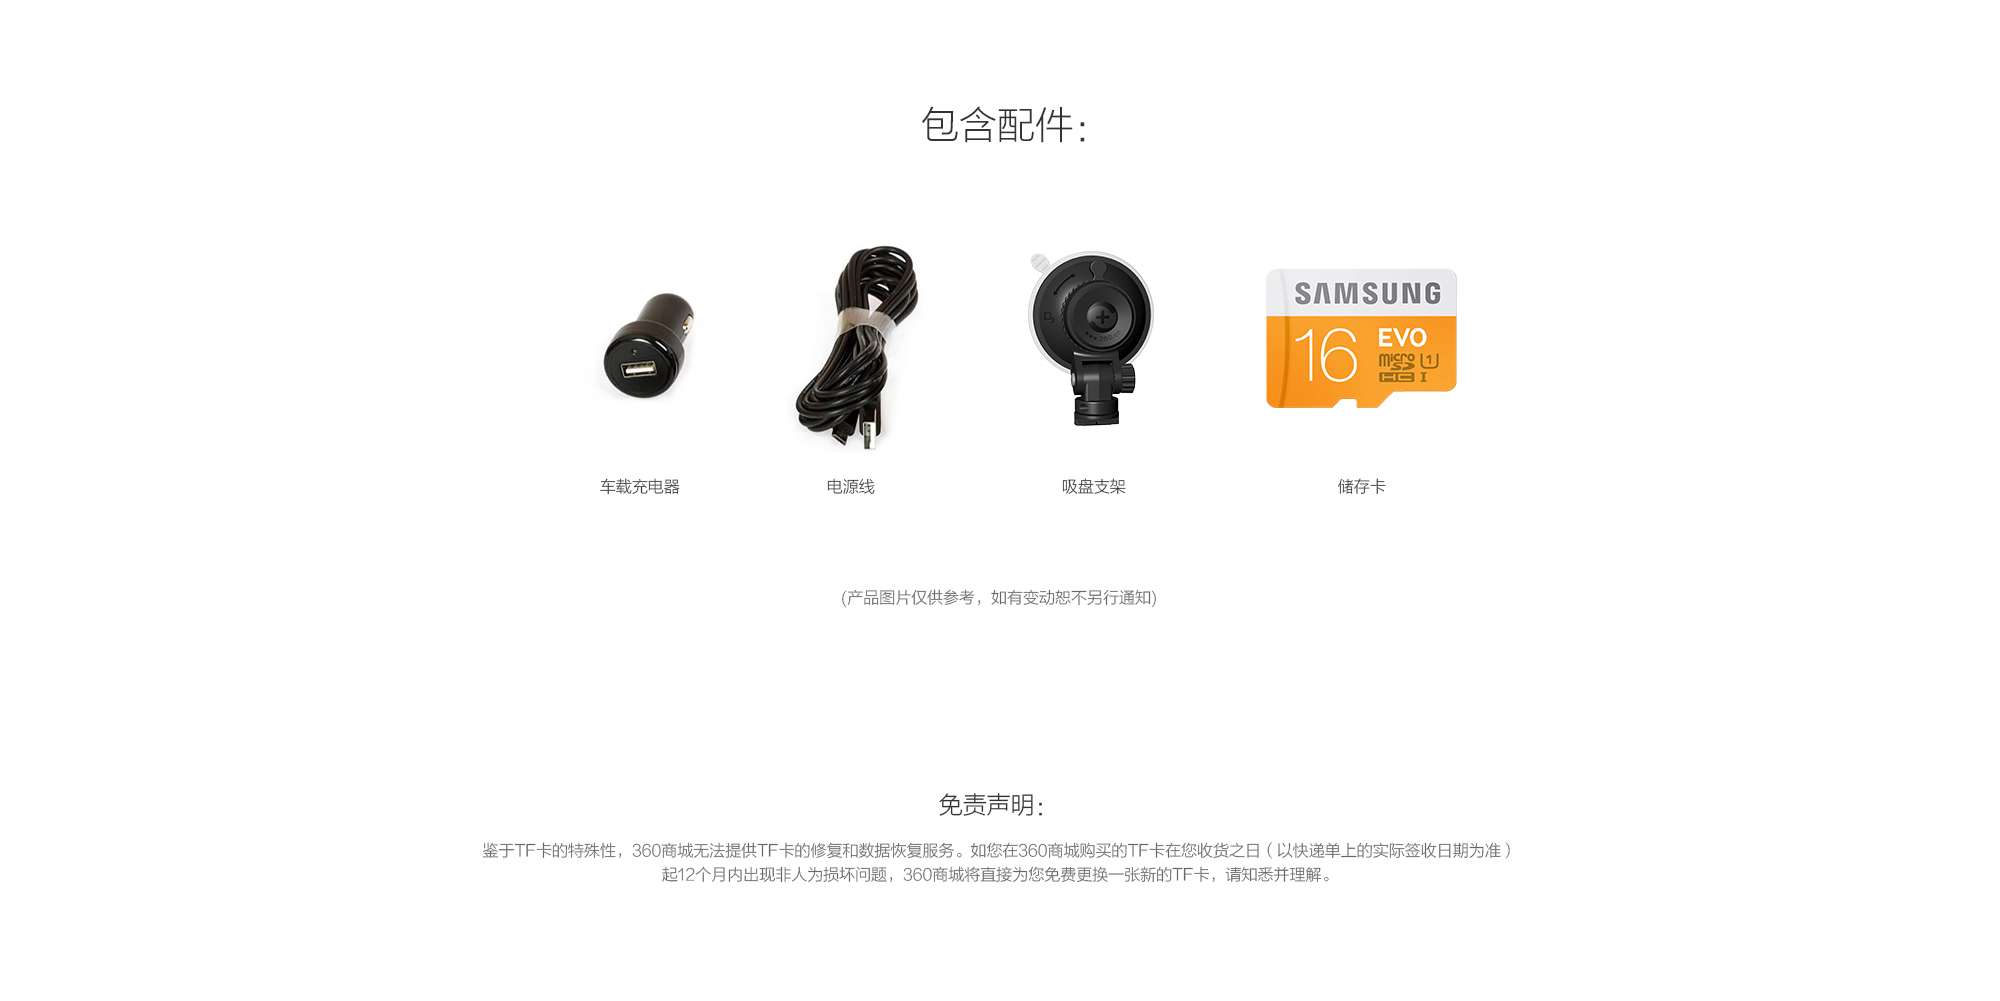 包含配件：
SAMSUNG
16
EVO
micro
SD
HC I
U1
车载充电器
电源线
吸盘支架
储存卡
(产品图片仅供参考，如有变动恕不另行通知)
免责声明：
鉴于TF卡的特殊性，360商城无法提供TF卡的修复和数据恢复服务。如您在360商城购买的TF卡在您收货之日（以快递单上的实际签收日期为准）
起12个月内出现非人为损坏问题，360商城将直接为您免费更换一张新的TF卡，请知悉并理解。